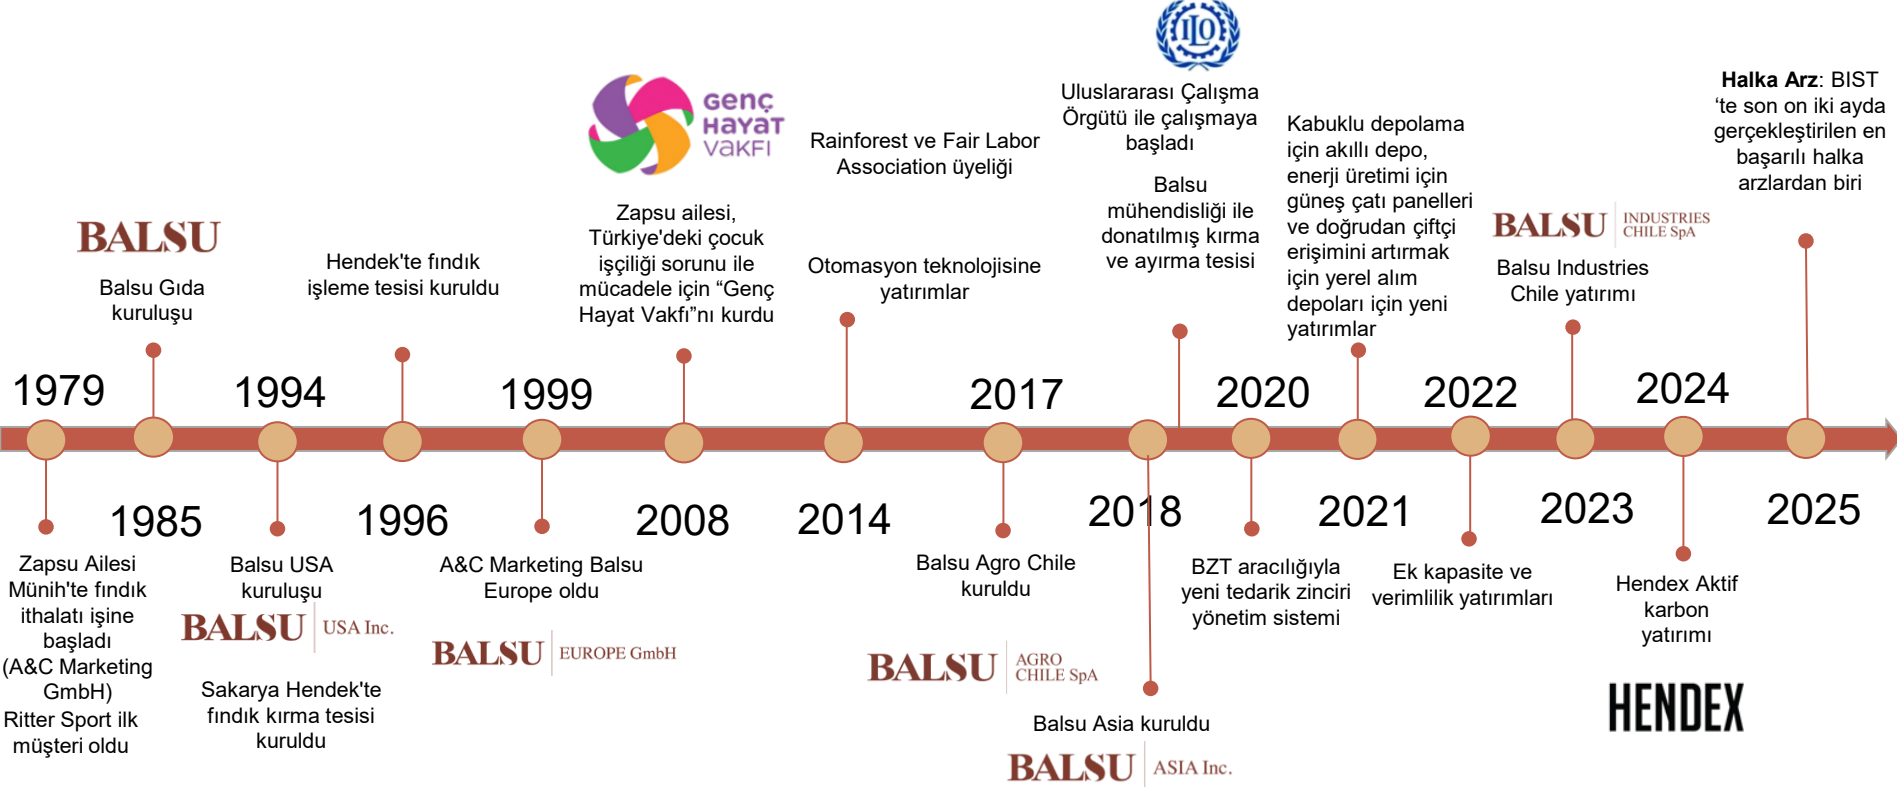 1979
Zapsu Ailesi
Münih'te fındık
ithalatı işine
başladı
(A&C Marketing
GmbH)
Ritter Sport ilk
müşteri oldu
BALSU
Balsu Gıda
kuruluşu
1985
1994
Balsu USA
kuruluşu
BALSU USA Inc.
Sakarya Hendek'te
fındık kırma tesisi
kuruldu
Hendek'te fındık
işleme tesisi kuruldu
1996
1999
A&C Marketing Balsu
Europe oldu
BALSU EUROPE GmbH
GENÇ
HAYAT
VAKFI
Zapsu ailesi,
Türkiye'deki çocuk
işçiliği sorunu ile
mücadele için “Genç
Hayat Vakfı”nı kurdu
2008
Rainforest ve Fair Labor
Association üyeliği
Otomasyon teknolojisine
yatırımlar
2014
2017
Balsu Agro Chile
kuruldu
BALSU AGRO
CHILE SpA
ILO
Uluslararası Çalışma
Örgütü ile çalışmaya
başladı
Balsu
mühendisliği ile
donatılmış kırma
ve ayırma tesisi
2018
Balsu Asia kuruldu
BALSU ASIA Inc.
2020
BZT aracılığıyla
yeni tedarik zinciri
yönetim sistemi
Kabuklu depolama
için akıllı depo,
enerji üretimi için
güneş çatı panelleri
ve doğrudan çiftçi
erişimini artırmak
için yerel alım
depoları için yeni
yatırımlar
2021
2022
Ek kapasite ve
verimlilik yatırımları
BALSU INDUSTRIES
CHILE SpA
Balsu Industries
Chile yatırımı
2023
2024
Hendex Aktif
karbon
yatırımı
HENDEX
Halka Arz: BIST
‘te son on iki ayda
gerçekleştirilen en
başarılı halka
arzlardan biri
2025